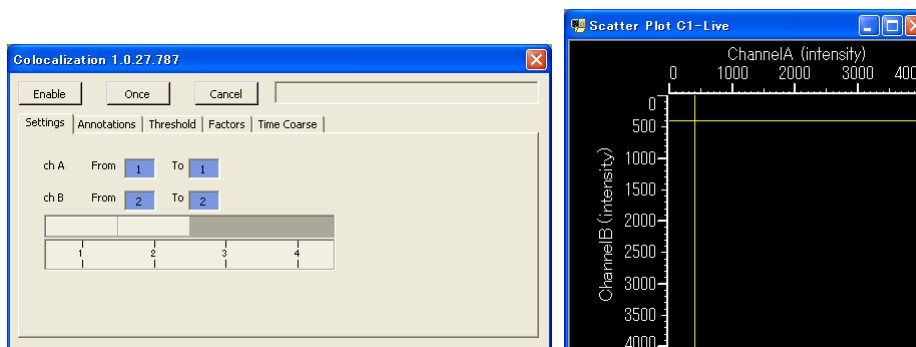 Colocalization 1.0.27.787
Enable Once Cancel
Settings Annotations Threshold Factors Time Coarse
ch A From 1 To 1
ch B From 2 To 2
1 2 3 4
Scatter Plot C1-Live
ChannelA (intensity)
0 1000 2000 3000 400
ChannelB (intensity)
0
500
1000
1500
2000
2500
3000
3500
4000